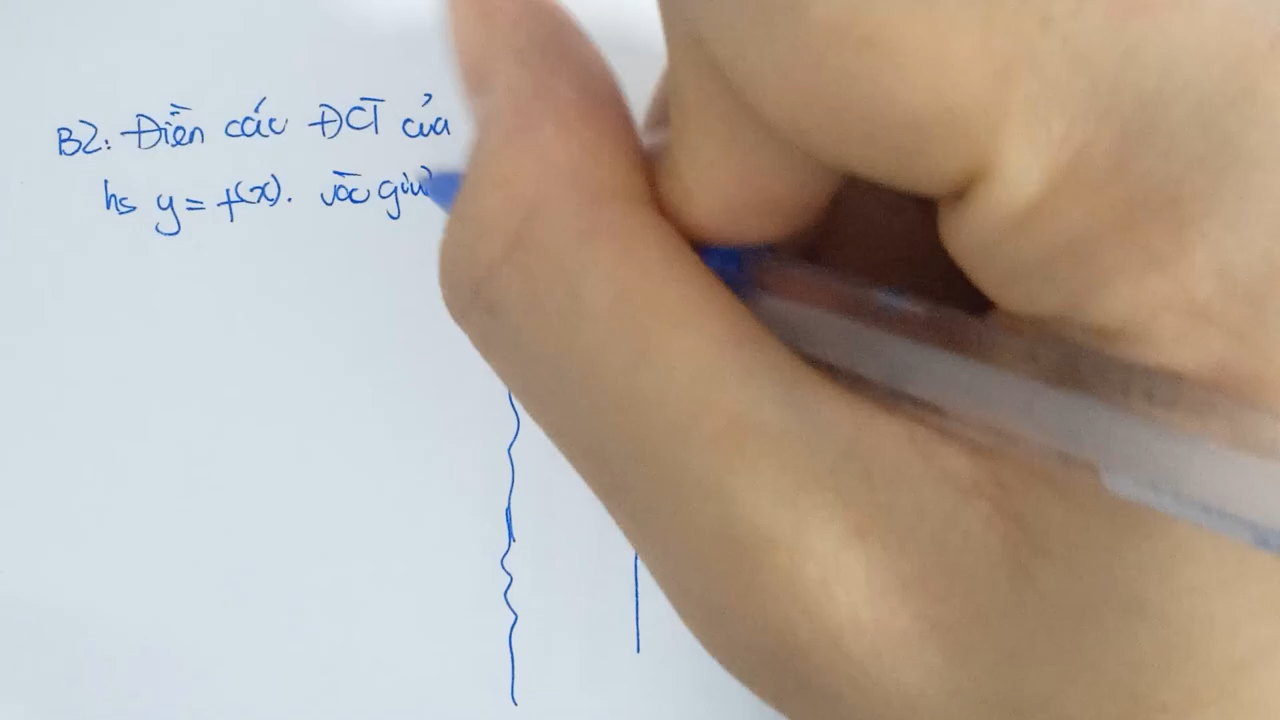 B2: Điền các ĐCT của
hs y = f(x). vào giữ